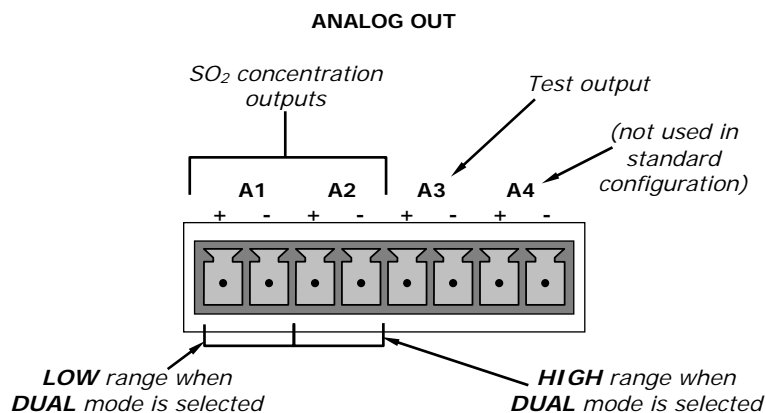 ANALOG OUT
SO₂ concentration
outputs
Test output
(not used in
standard
configuration)
A1 A2 A3 A4
+ - + - + - + -
LOW range when
DUAL mode is selected
HIGH range when
DUAL mode is selected